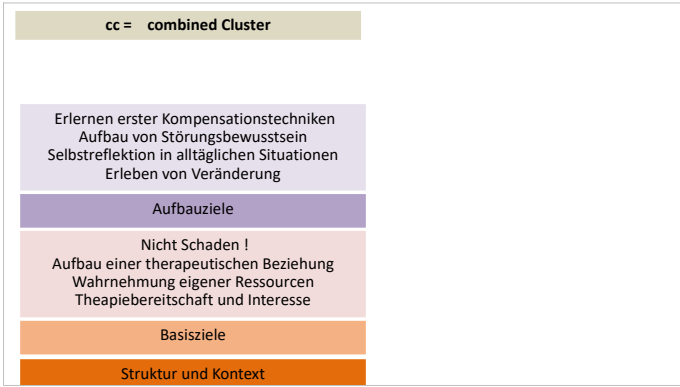 cc = combined Cluster
Erlernen erster Kompensationstechniken
Aufbau von Störungsbewusstsein
Selbstreflektion in alltäglichen Situationen
Erleben von Veränderung
Aufbauziele
Nicht Schaden !
Aufbau einer therapeutischen Beziehung
Wahrnehmung eigener Ressourcen
Theapiebereitschaft und Interesse
Basisziele
Struktur und Kontext